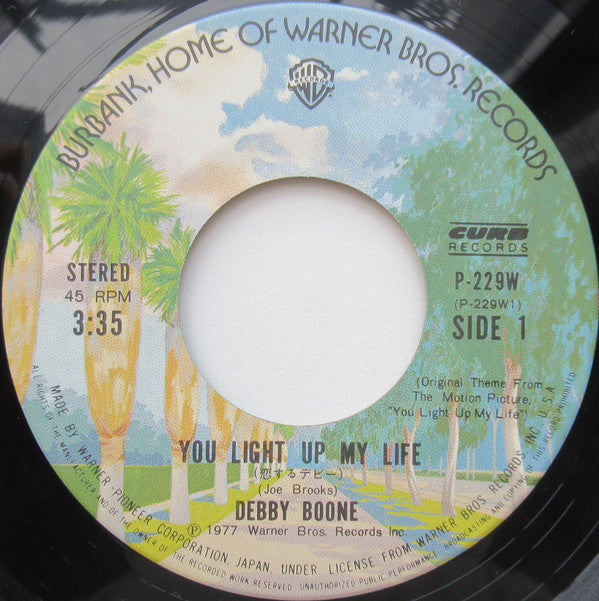 BURBANK, HOME OF WARNER BROS. RECORDS
WB
RECORDS
CURB
RECORDS
STEREO
45 RPM
3:35
P-229W
(P-229W1)
SIDE 1
(Original Theme From
The Motion Picture,
"You Light Up My Life")
YOU LIGHT UP MY LIFE
(恋するデビー)
(Joe Brooks)
DEBBY BOONE
Ⓟ 1977 Warner Bros. Records Inc.
MADE BY WARNER-PIONEER CORPORATION, JAPAN, UNDER LICENSE FROM WARNER BROS. RECORDS INC., U.S.A.
ALL RIGHTS OF THE MANUFACTURER AND OF THE OWNER OF THE RECORDED WORK RESERVED. UNAUTHORIZED PUBLIC PERFORMANCE, BROADCASTING AND COPYING OF THIS RECORD PROHIBITED